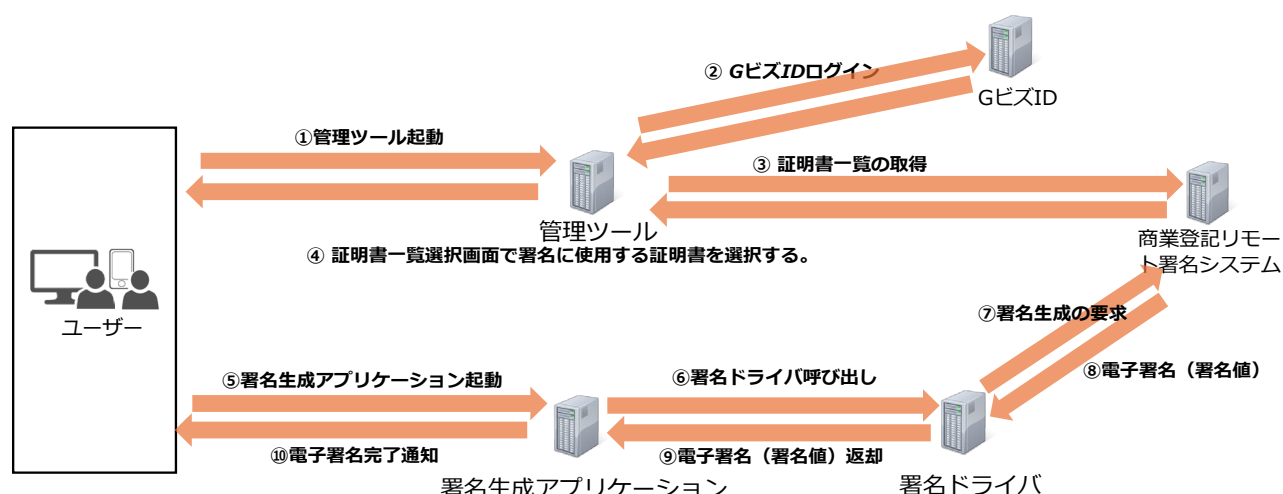 ② GビズIDログイン
GビズID
①管理ツール起動
③ 証明書一覧の取得
管理ツール
④ 証明書一覧選択画面で署名に使用する証明書を選択する。
商業登記リモー
ト署名システム
ユーザー
⑦署名生成の要求
⑤署名生成アプリケーション起動
⑥署名ドライバ呼び出し
⑧電子署名（署名値）
⑩電子署名完了通知
⑨電子署名（署名値）返却
署名生成アプリケーション
署名ドライバ